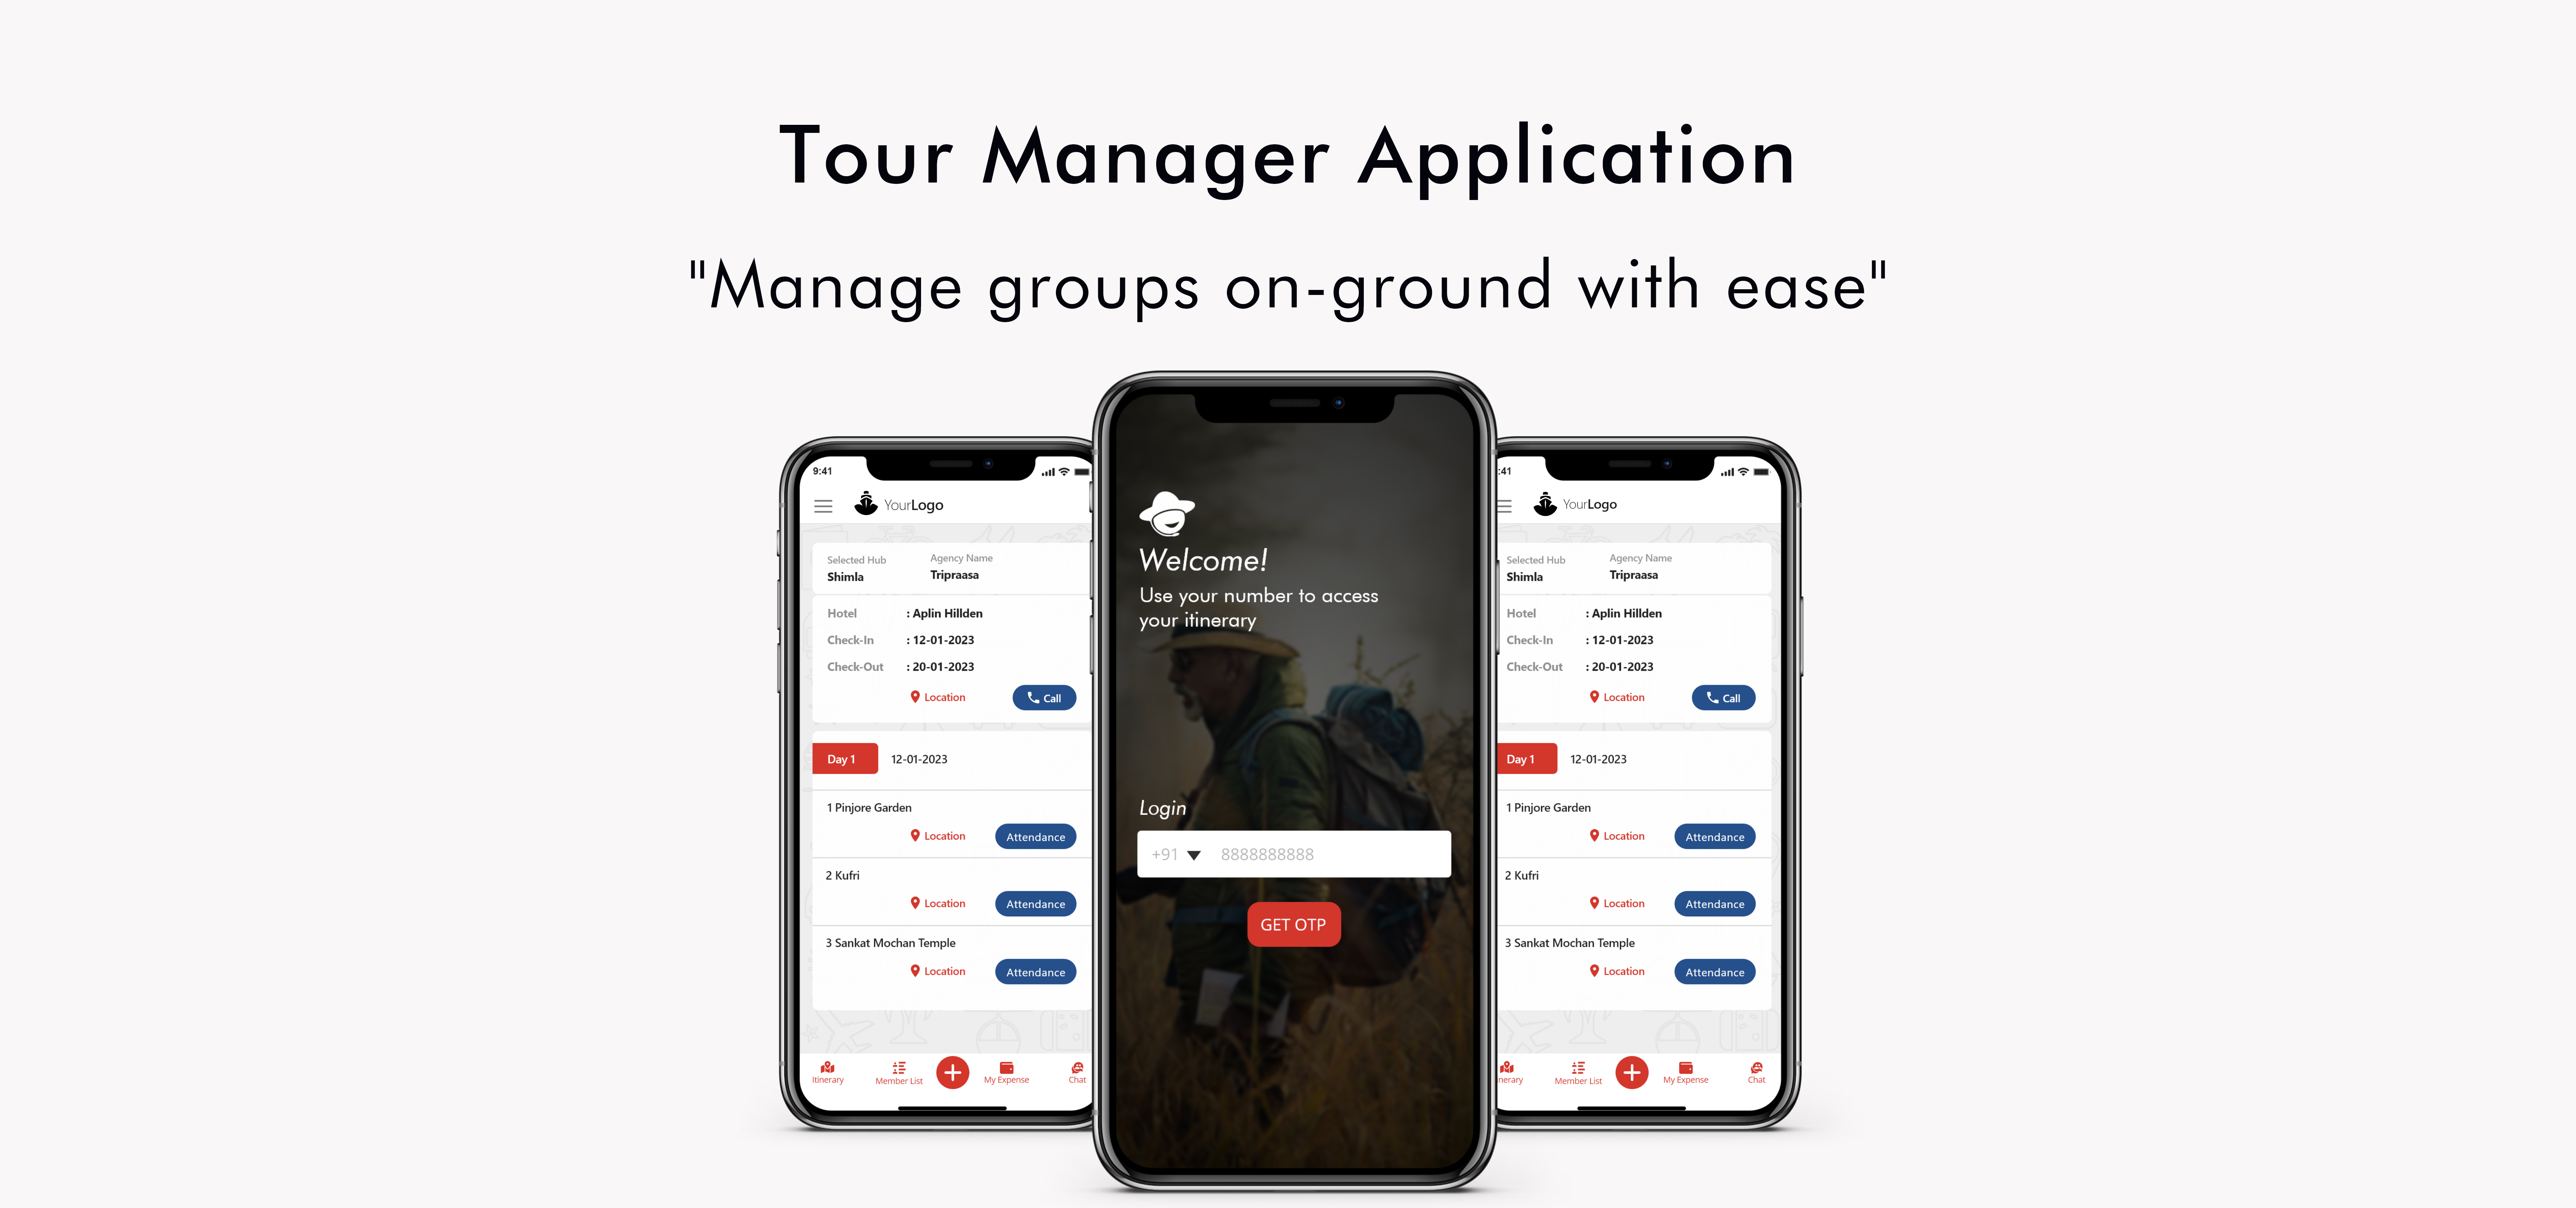 Tour Manager Application
"Manage groups on-ground with ease"
9:41
YourLogo
Selected Hub
Agency Name
Shimla
Tripraasa
Hotel : Aplin Hillden
Check-In : 12-01-2023
Check-Out : 20-01-2023
Location
Call
Day 1
12-01-2023
1 Pinjore Garden
Location
Attendance
2 Kufri
Location
Attendance
3 Sankat Mochan Temple
Location
Attendance
Itinerary
Member List
My Expense
Chat
Welcome!
Use your number to access
your itinerary
Login
+91 8888888888
GET OTP
:41
YourLogo
Selected Hub
Agency Name
Shimla
Tripraasa
Hotel : Aplin Hillden
Check-In : 12-01-2023
Check-Out : 20-01-2023
Location
Call
Day 1
12-01-2023
1 Pinjore Garden
Location
Attendance
2 Kufri
Location
Attendance
3 Sankat Mochan Temple
Location
Attendance
nerary
Member List
My Expense
Chat